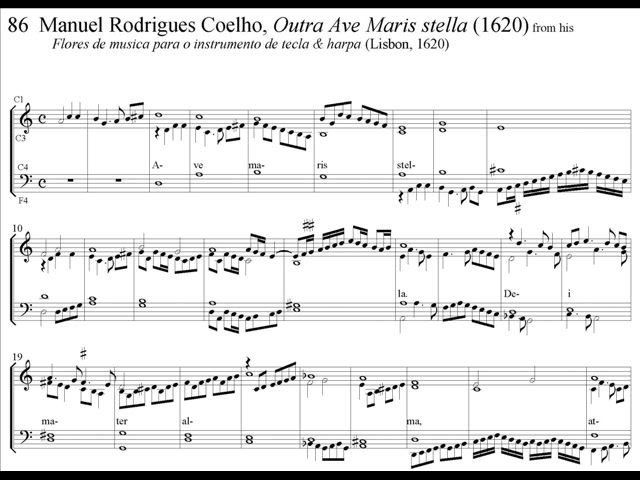 86 Manuel Rodrigues Coelho, Outra Ave Maris stella (1620) from his
Flores de musica para o instrumento de tecla & harpa (Lisbon, 1620)
C1
C3
C4
F4
A- ve ma- ris stel-
10
la. De- i
19
ma- ter al- ma, at-